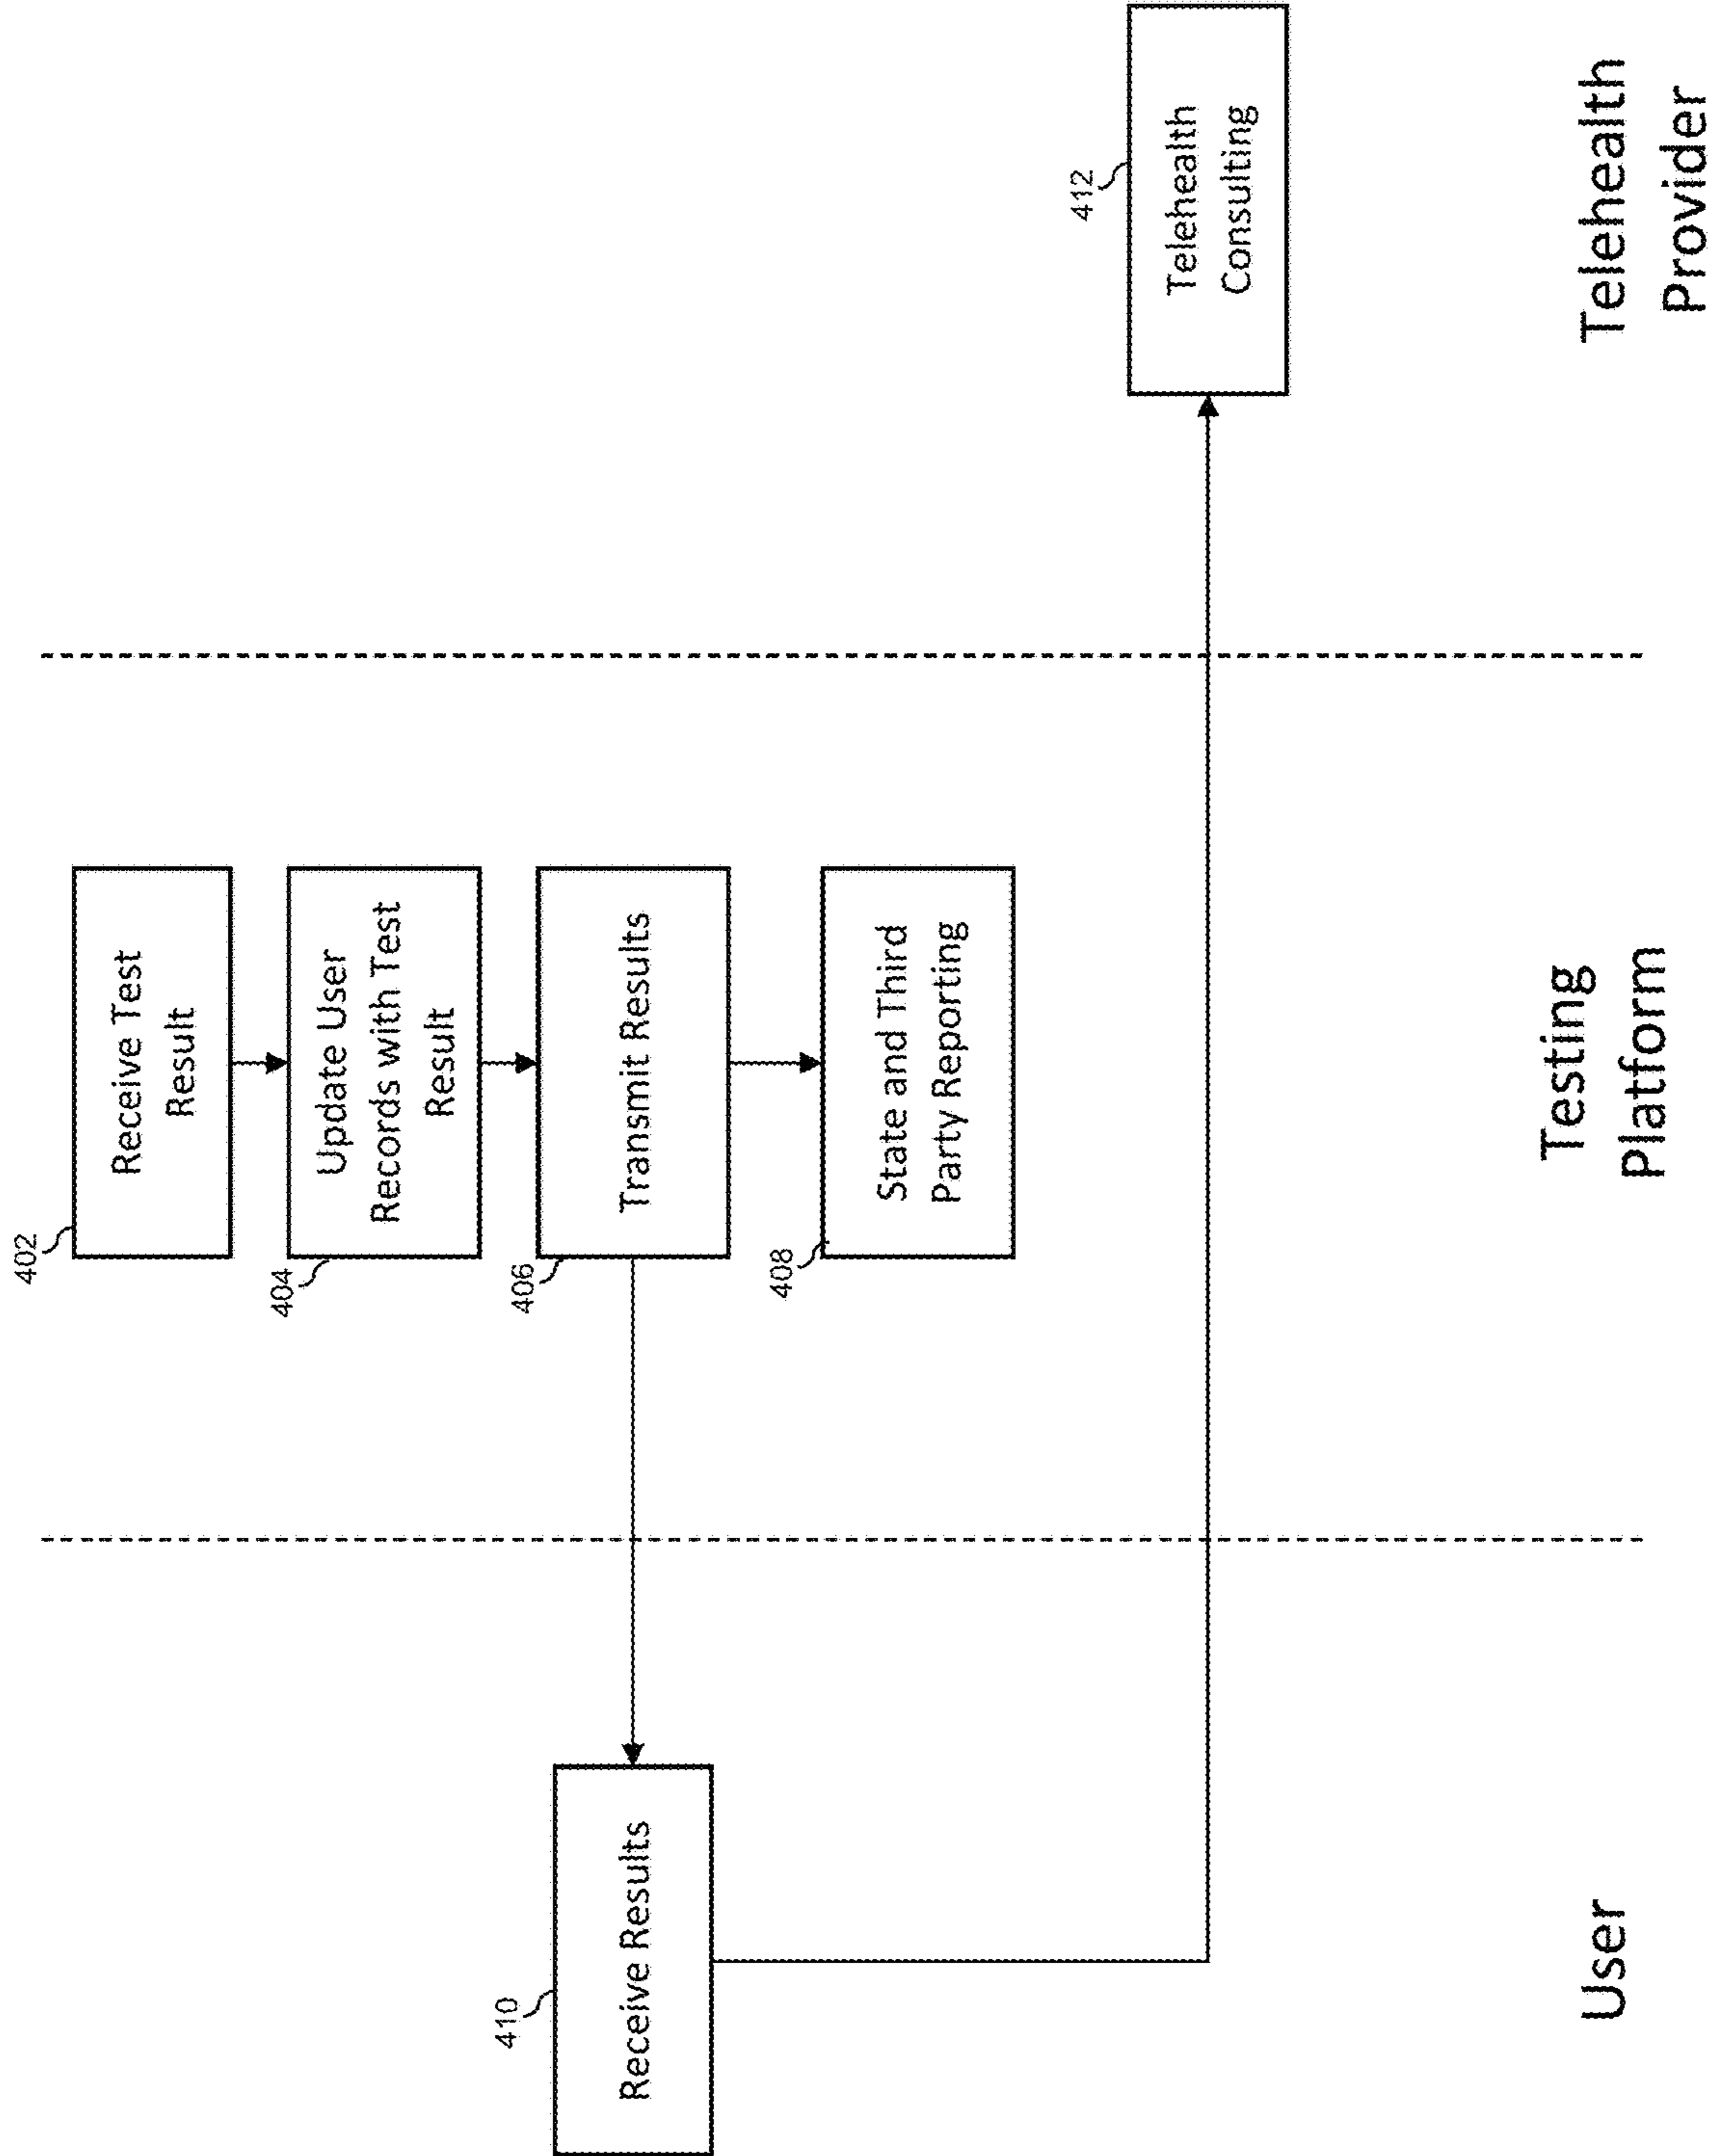 402
Receive Test
Result
404
Update User
Records with Test
Result
410
Receive Results
406
Transmit Results
408
State and Third
Party Reporting
412
Telehealth
Consulting
User
Testing
Platform
Telehealth
Provider